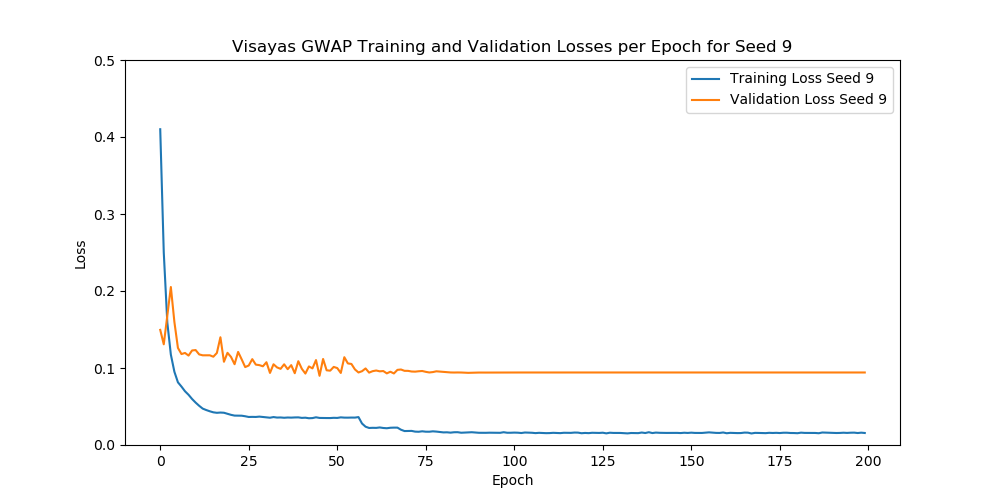 Visayas GWAP Training and Validation Losses per Epoch for Seed 9
0.5
Training Loss Seed 9
Validation Loss Seed 9
0.4
0.3
0.2
0.1
0.0
Loss
0 25 50 75 100 125 150 175 200
Epoch